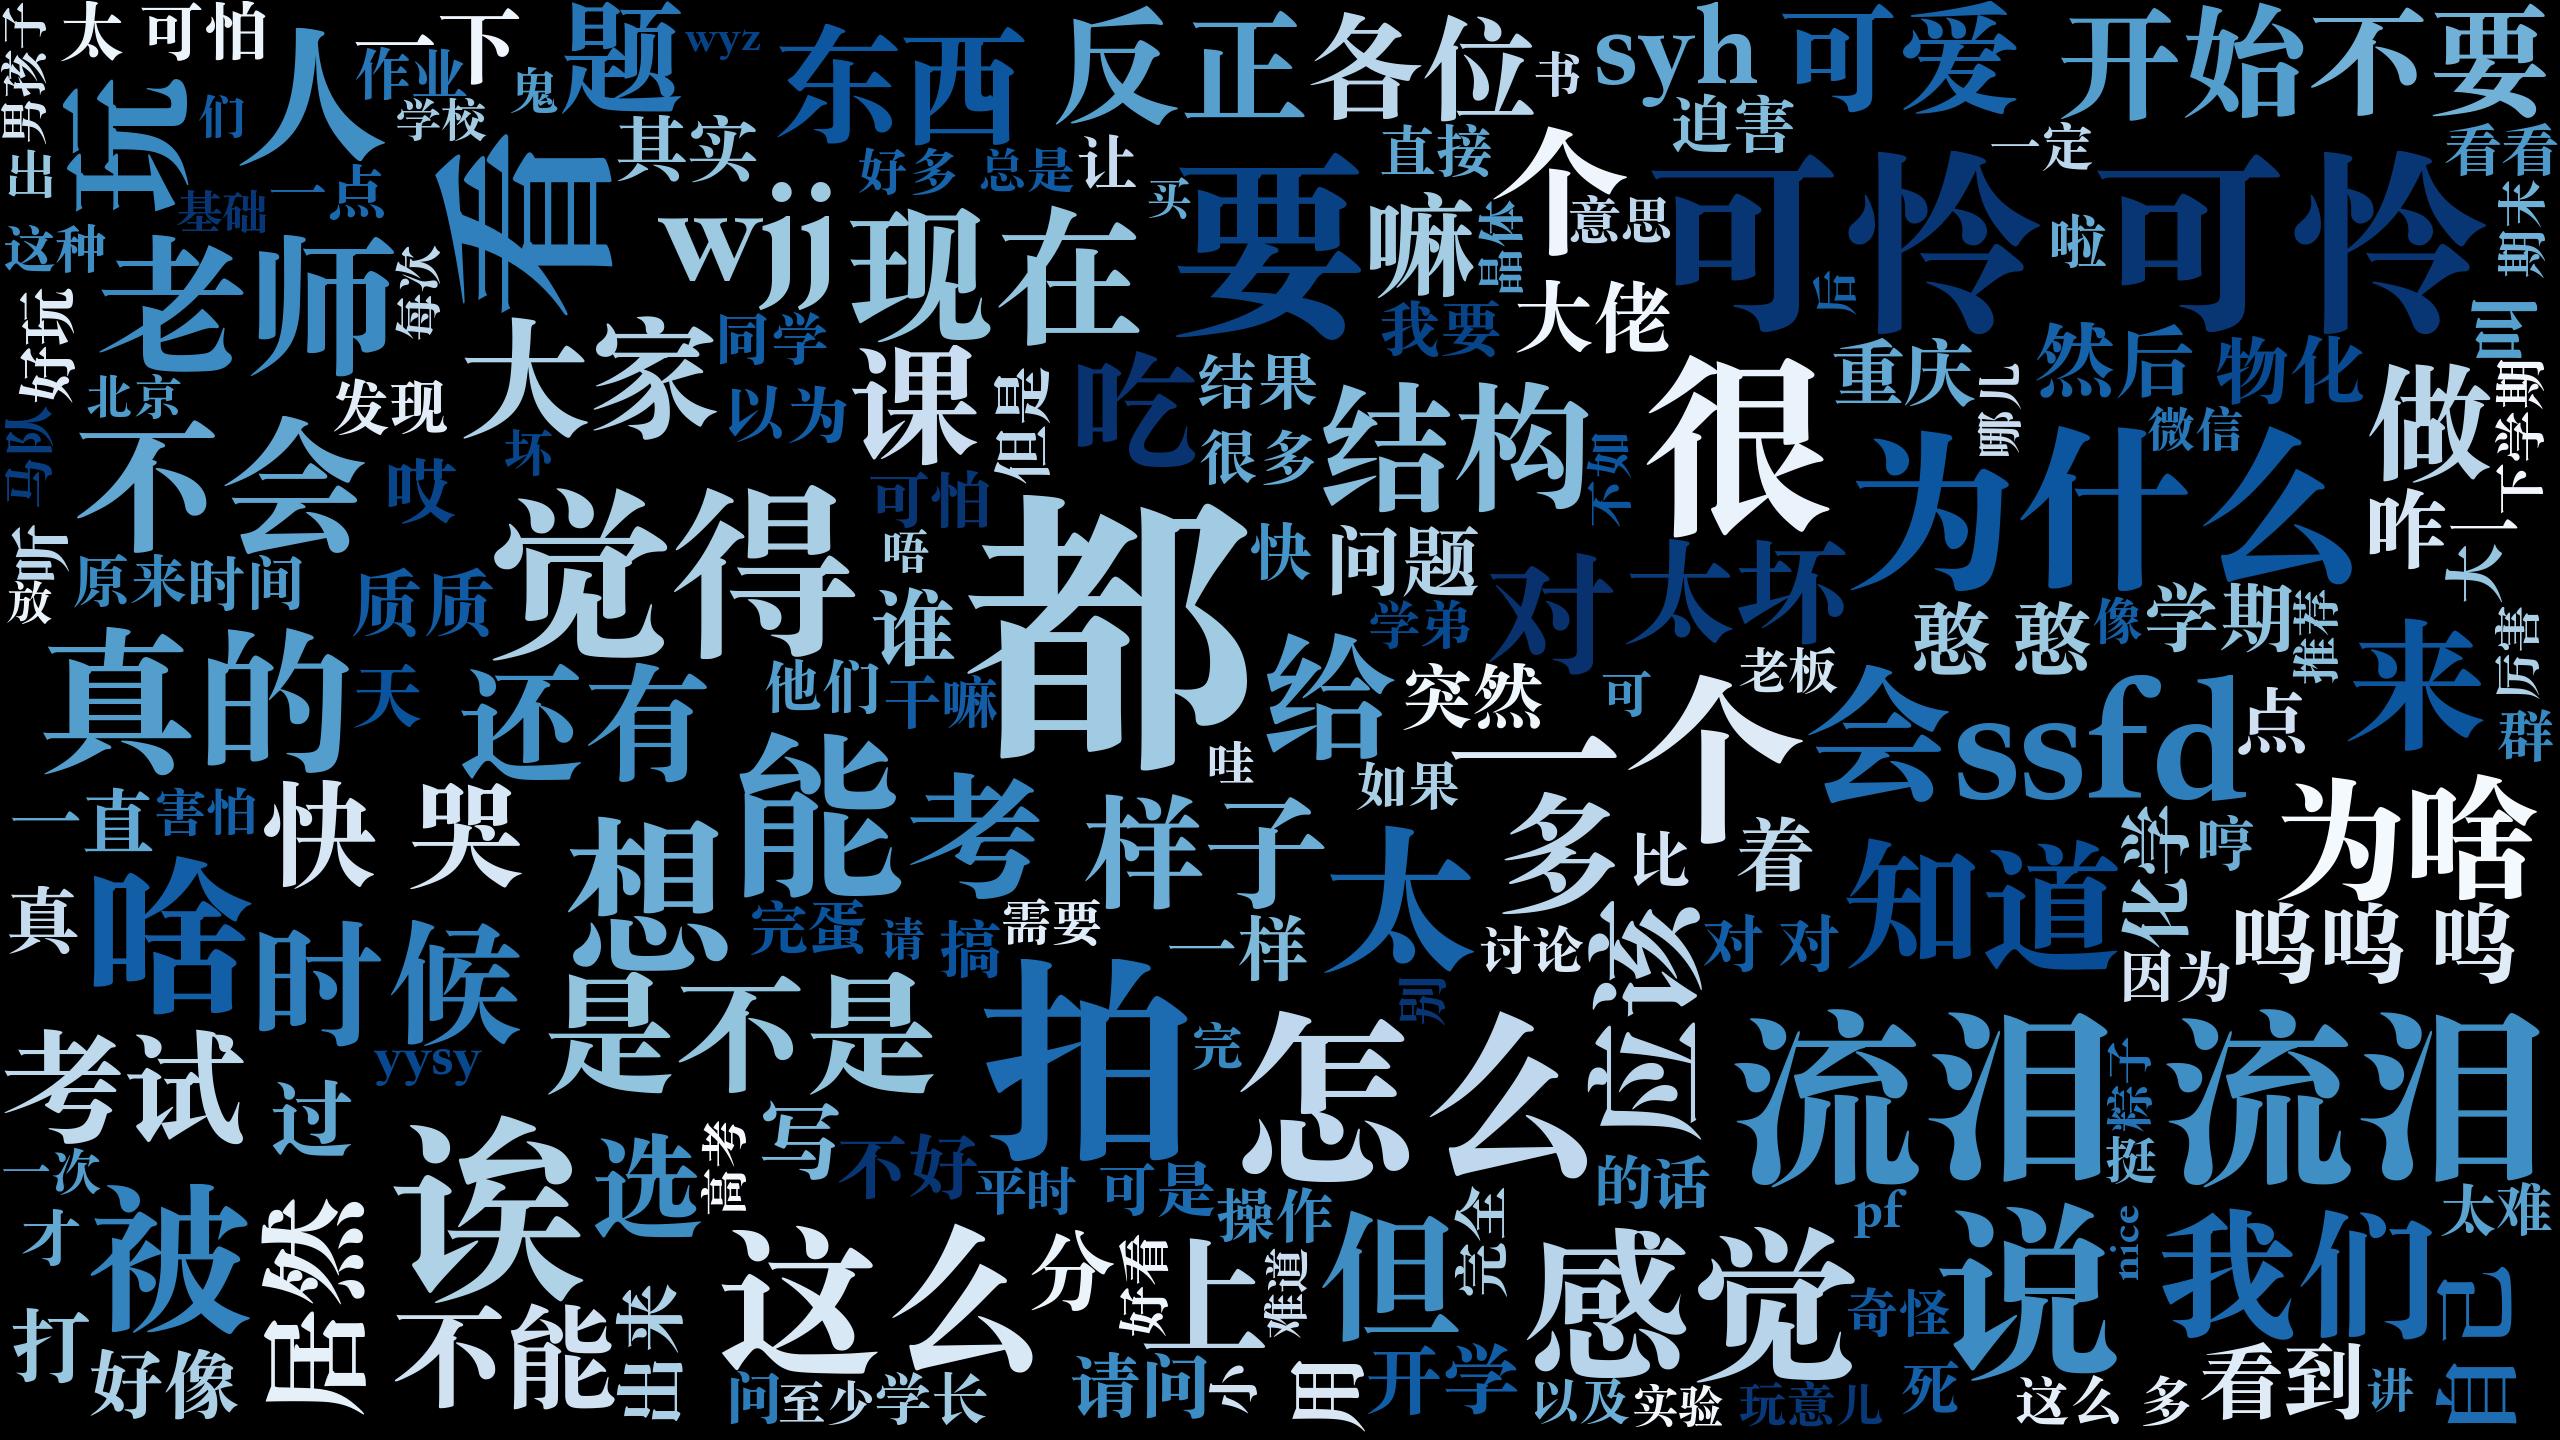 太 可怕
一下
题
wyz
东西
反正
各位
书
syh
可爱
开始
不要
男孩子
玩
们
人
作业
学校
鬼
迫害
直接
一定
看看
出
看
其实
好多
总是
让
买
要
个
意思
可怜 可怜
基础
一点
wjj
现在
嘛
晶体
啦
期末
这种
老师
每次
后
大佬
我要
叫
好玩
大家
同学
课
但是
吃
结果
重庆
然后
物化
北京
发现
以为
很多
结构
很
哪儿
微信
做
下学期
马队
不会
哎
坏
可怕
不如
为什么
咋
听
觉得
唔
都
快
问题
对
太坏
大一
放
原来
时间
质质
谁
学弟
憨 憨
像
学期
推荐
厉害
真的
天
还有
他们
干嘛
给
突然
可
老板
来
群
哇
如果
一个
会
ssfd
点
一直
害怕
快 哭
能
考
样子
多
比
着
化学
哼
为啥
真
啥
想
完蛋
请
搞
需要
一样
太
讨论
应该
对 对
知道
因为
呜呜 呜
时候
是不是
拍
别
考试
yysy
完
怎么
流泪 流泪
粽子
过
写
挺
一次
诶
选
高考
不好
平时
可是
操作
的话
太难
才
被
居然
这么
分
好看
上
难道
但
完全
感觉
pf
说
nice
我们
自己
打
不能
出来
奇怪
好像
问
至少
学长
请问
小
用
开学
以及
实验
玩意儿
死
这么 多
看到
讲